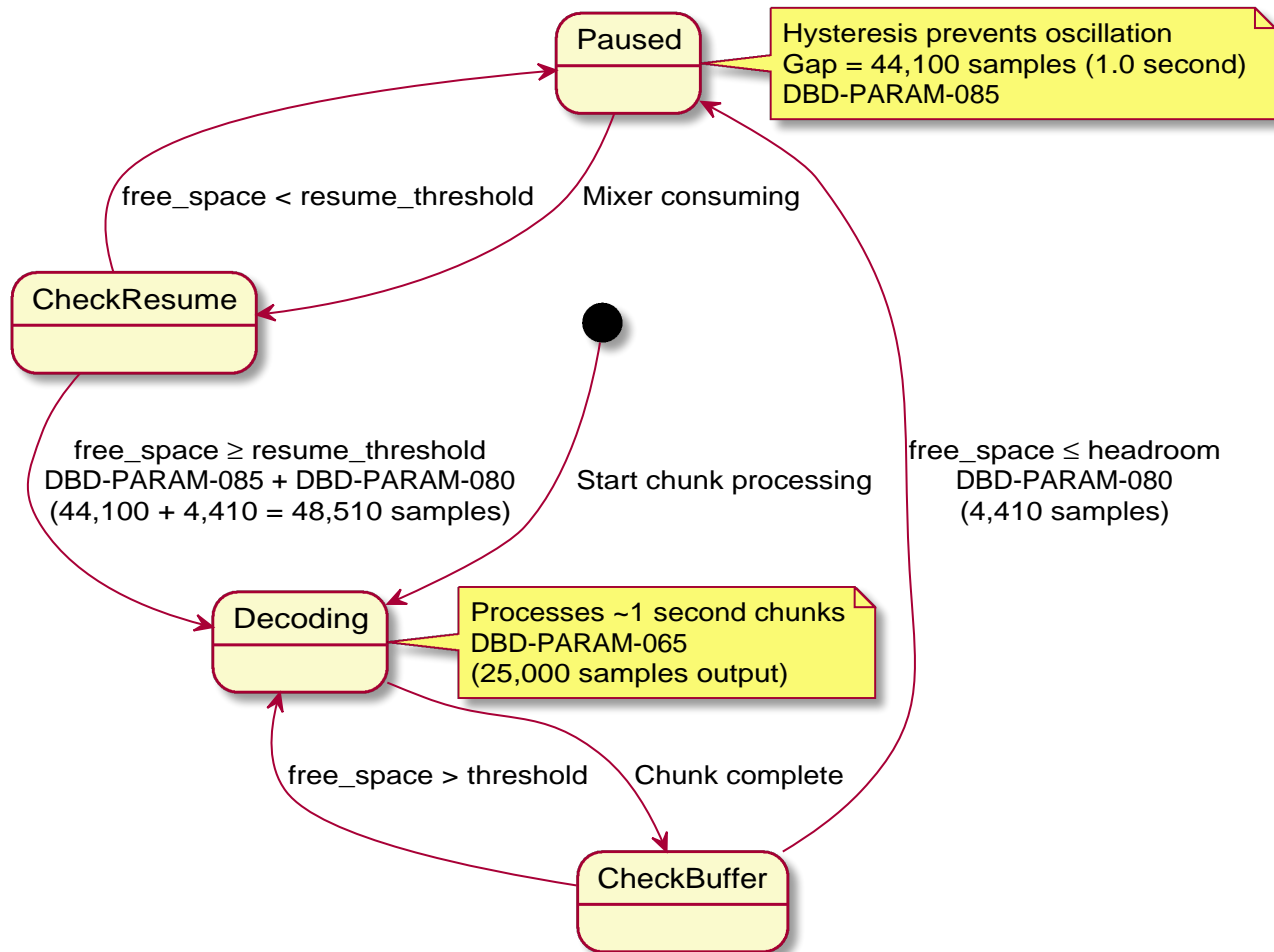 Paused
Hysteresis prevents oscillation
Gap = 44,100 samples (1.0 second)
DBD-PARAM-085
free_space < resume_threshold
Mixer consuming
CheckResume
free_space ≥ resume_threshold
DBD-PARAM-085 + DBD-PARAM-080
(44,100 + 4,410 = 48,510 samples)
Start chunk processing
free_space ≤ headroom
DBD-PARAM-080
(4,410 samples)
Decoding
Processes ~1 second chunks
DBD-PARAM-065
(25,000 samples output)
free_space > threshold
Chunk complete
CheckBuffer